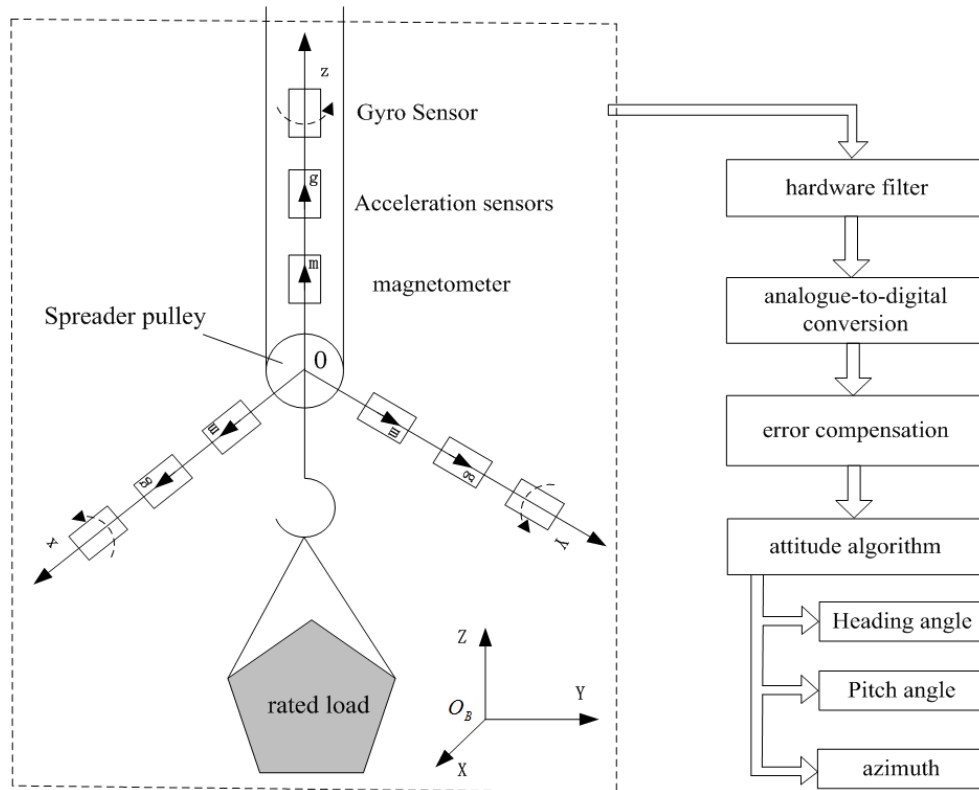 z
Gyro Sensor
g
Acceleration sensors
m
magnetometer
Spreader pulley
O
m
g
x
m
g
y
rated load
Z
Y
O_B
X
hardware filter
analogue-to-digital
conversion
error compensation
attitude algorithm
Heading angle
Pitch angle
azimuth